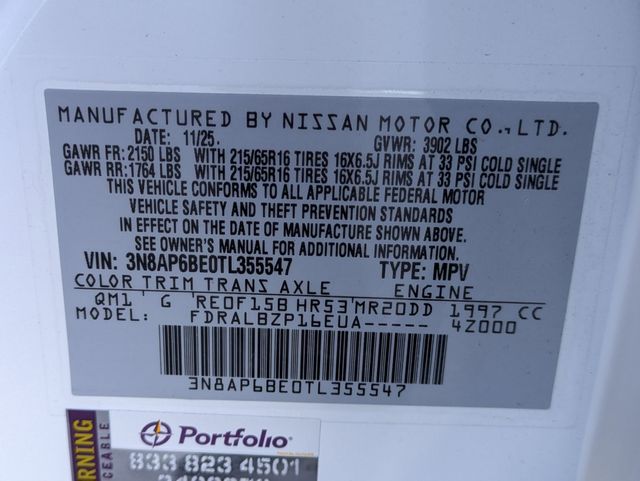 MANUFACTURED BY NISSAN MOTOR CO., LTD.
DATE: 11/25. GVWR: 3902 LBS
GAWR FR: 2150 LBS WITH 215/65R16 TIRES 16X6.5J RIMS AT 33 PSI COLD SINGLE
GAWR RR: 1764 LBS WITH 215/65R16 TIRES 16X6.5J RIMS AT 33 PSI COLD SINGLE
THIS VEHICLE CONFORMS TO ALL APPLICABLE FEDERAL MOTOR
VEHICLE SAFETY AND THEFT PREVENTION STANDARDS
IN EFFECT ON THE DATE OF MANUFACTURE SHOWN ABOVE.
SEE OWNER'S MANUAL FOR ADDITIONAL INFORMATION.
VIN: 3N8AP6BE0TL355547 TYPE: MPV
COLOR TRIM TRANS AXLE ENGINE
QM1 G RE0F15B HR53 MR20DD 1997 CC
MODEL: FDRALBZP16EUA----- 4Z000
3N8AP6BE0TL355547
Portfolio
833 823 4501